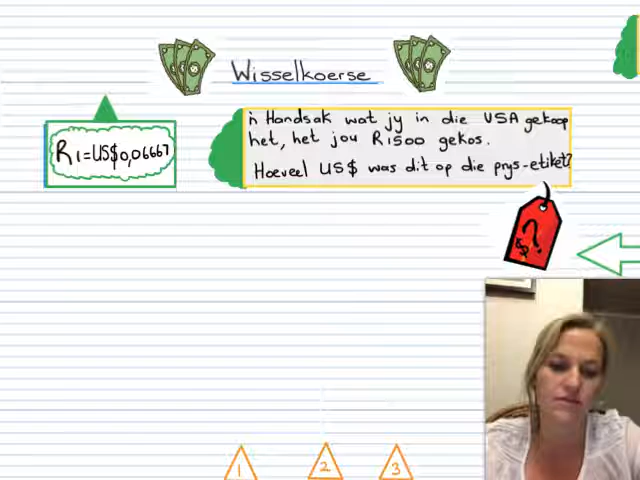 Wisselkoerse
R1=US$0,06667
'n Handsak wat jy in die USA gekoop
het, het jou R1500 gekos.
Hoeveel US$ was dit op die prys-etiket?
$?
1 2 3